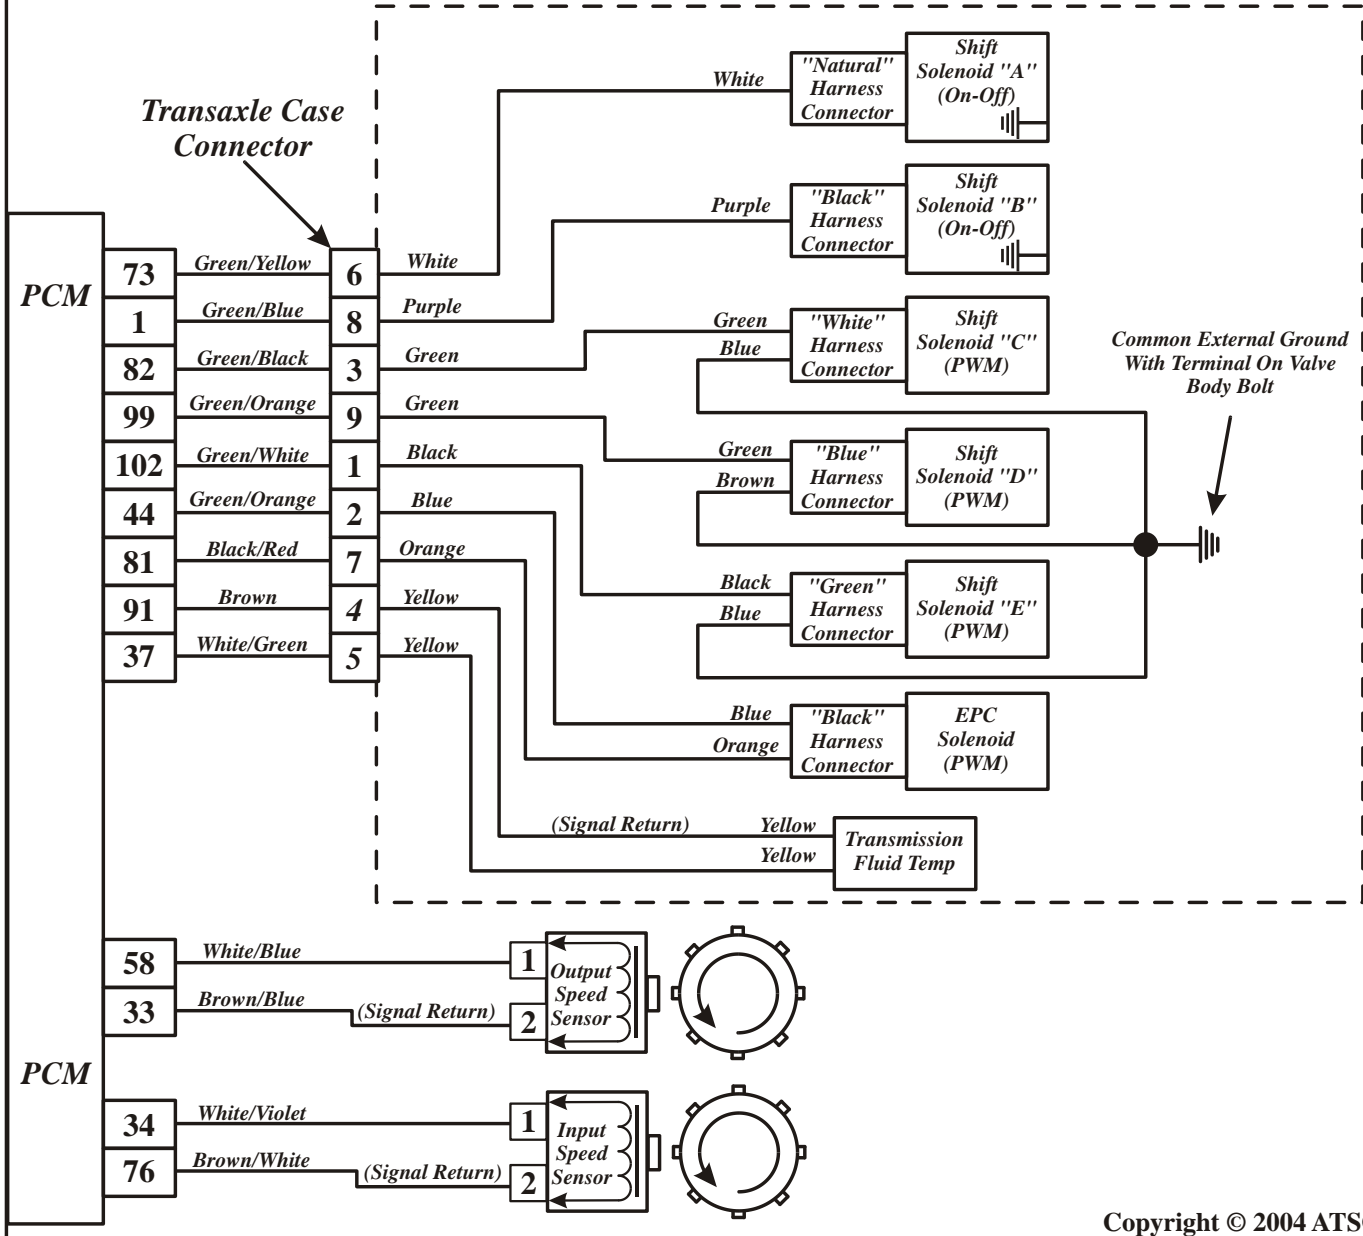 Transaxle Case
Connector
White
"Natural"
Harness
Connector
Shift
Solenoid "A"
(On-Off)
Purple
"Black"
Harness
Connector
Shift
Solenoid "B"
(On-Off)
PCM
73 Green/Yellow 6 White
1 Green/Blue 8 Purple
82 Green/Black 3 Green
99 Green/Orange 9 Green
102 Green/White 1 Black
44 Green/Orange 2 Blue
81 Black/Red 7 Orange
91 Brown 4 Yellow
37 White/Green 5 Yellow
Green
Blue
"White"
Harness
Connector
Shift
Solenoid "C"
(PWM)
Common External Ground
With Terminal On Valve
Body Bolt
Green
Brown
"Blue"
Harness
Connector
Shift
Solenoid "D"
(PWM)
Black
Blue
"Green"
Harness
Connector
Shift
Solenoid "E"
(PWM)
Blue
Orange
"Black"
Harness
Connector
EPC
Solenoid
(PWM)
(Signal Return) Yellow
Yellow
Transmission
Fluid Temp
58 White/Blue 1
33 Brown/Blue (Signal Return) 2
Output
Speed
Sensor
PCM
34 White/Violet 1
76 Brown/White (Signal Return) 2
Input
Speed
Sensor
Copyright © 2004 ATS